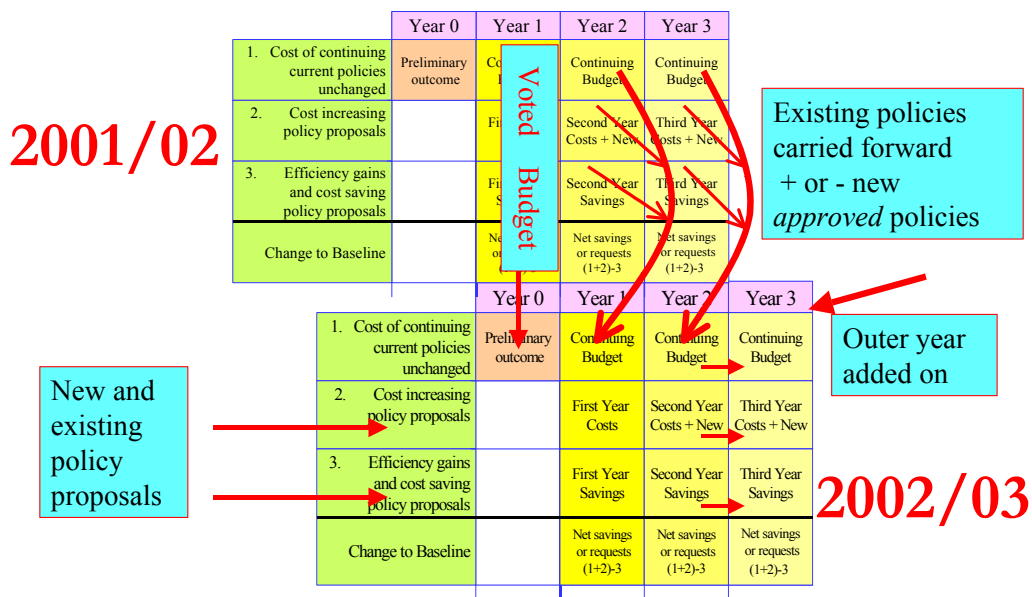 Year 0 Year 1 Year 2 Year 3
1. Cost of continuing
current policies
unchanged
Preliminary
outcome
Continuing
Budget
Continuing
Budget
2. Cost increasing
policy proposals
Second Year
Costs + New
Third Year
Costs + New
3. Efficiency gains
and cost saving
policy proposals
Second Year
Savings
Third Year
Savings
Change to Baseline
Net savings
or requests
(1+2)-3
Net savings
or requests
(1+2)-3
Voted Budget
2001/02
Existing policies
carried forward
+ or - new
approved policies
Year 0 Year 1 Year 2 Year 3
1. Cost of continuing
current policies
unchanged
Preliminary
outcome
Continuing
Budget
Continuing
Budget
Continuing
Budget
2. Cost increasing
policy proposals
First Year
Costs
Second Year
Costs + New
Third Year
Costs + New
3. Efficiency gains
and cost saving
policy proposals
First Year
Savings
Second Year
Savings
Third Year
Savings
Change to Baseline
Net savings
or requests
(1+2)-3
Net savings
or requests
(1+2)-3
Net savings
or requests
(1+2)-3
Outer year
added on
New and
existing
policy
proposals
2002/03